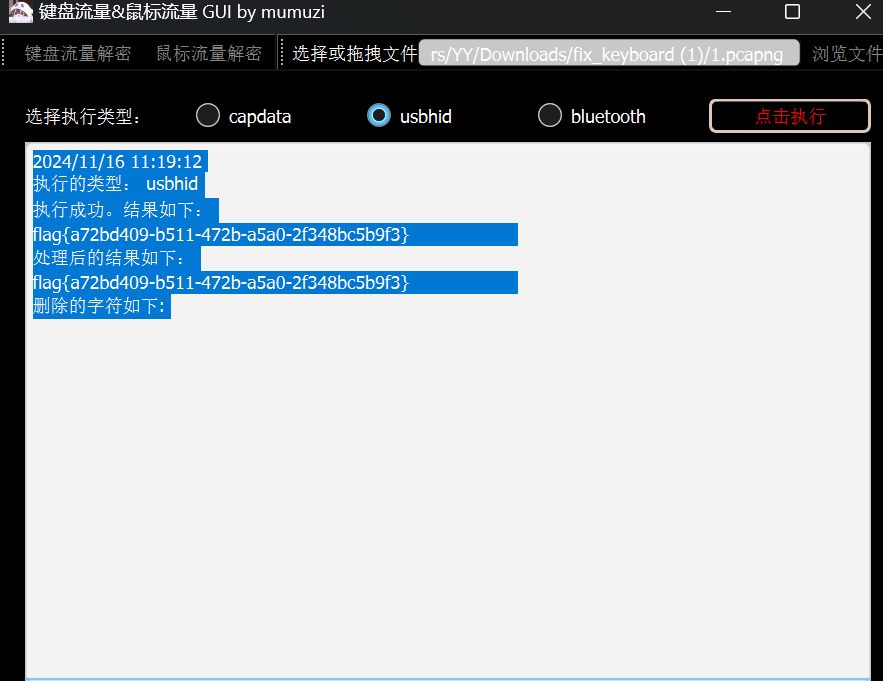 键盘流量&鼠标流量 GUI by mumuzi
键盘流量解密 鼠标流量解密 选择或拖拽文件 rs/YY/Downloads/fix_keyboard (1)/1.pcapng 浏览文件
选择执行类型: capdata usbhid bluetooth 点击执行
2024/11/16 11:19:12
执行的类型: usbhid
执行成功。结果如下:
flag{a72bd409-b511-472b-a5a0-2f348bc5b9f3}
处理后的结果如下:
flag{a72bd409-b511-472b-a5a0-2f348bc5b9f3}
删除的字符如下: